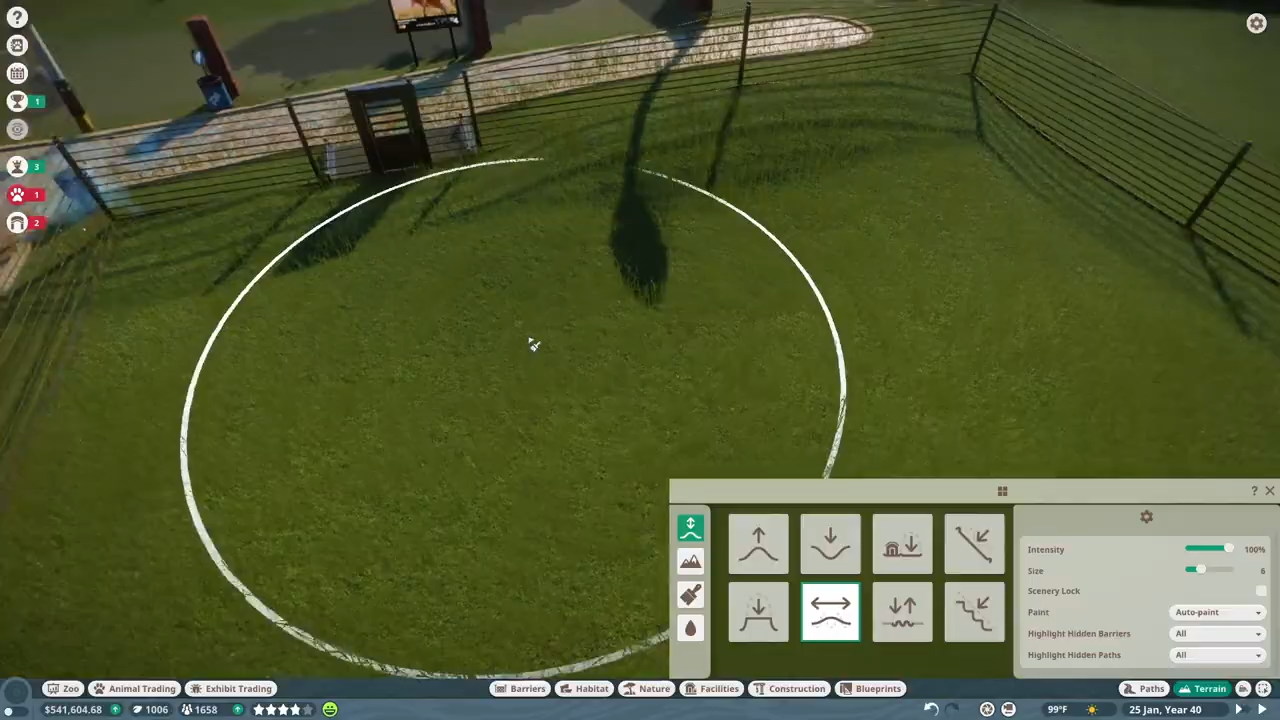 ?
1
3
1
2
? X
Intensity 100%
Size 6
Scenery Lock
Paint Auto-paint
Highlight Hidden Barriers All
Highlight Hidden Paths All
Zoo Animal Trading Exhibit Trading Barriers Habitat Nature Facilities Construction Blueprints Paths Terrain
$541,604.68 1006 1658 99°F 25 Jan, Year 40